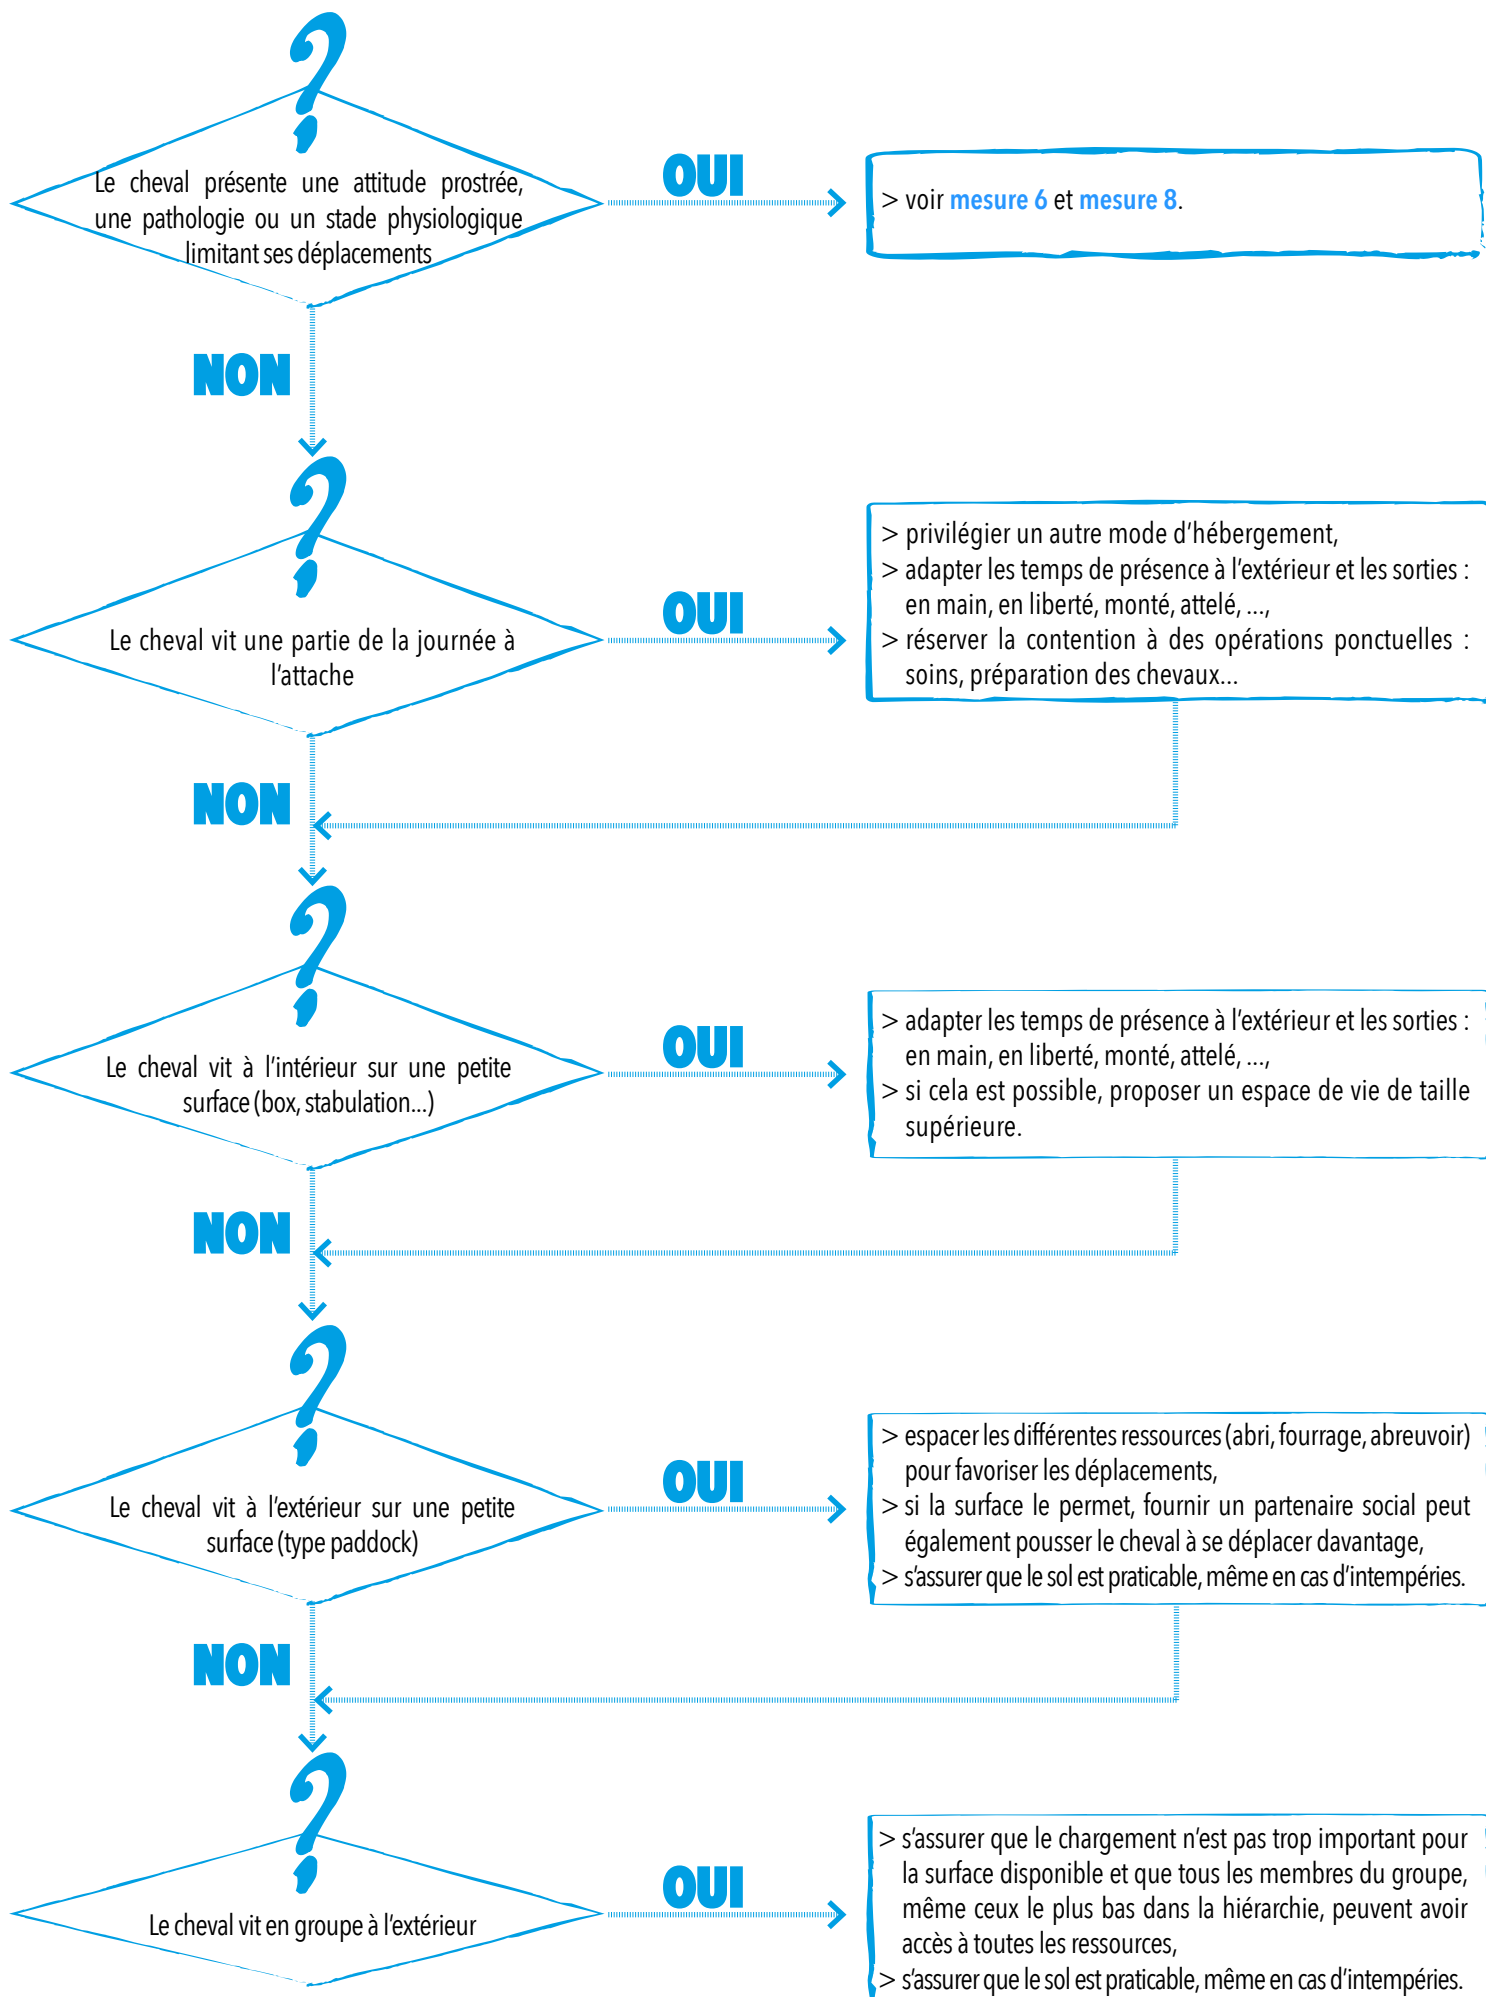 ?
Le cheval présente une attitude prostrée,
une pathologie ou un stade physiologique
limitant ses déplacements
OUI
> voir mesure 6 et mesure 8.
NON
?
Le cheval vit une partie de la journée à
l'attache
OUI
> privilégier un autre mode d'hébergement,
> adapter les temps de présence à l'extérieur et les sorties :
en main, en liberté, monté, attelé, ...,
> réserver la contention à des opérations ponctuelles :
soins, préparation des chevaux...
NON
?
Le cheval vit à l'intérieur sur une petite
surface (box, stabulation...)
OUI
> adapter les temps de présence à l'extérieur et les sorties :
en main, en liberté, monté, attelé, ...,
> si cela est possible, proposer un espace de vie de taille
supérieure.
NON
?
Le cheval vit à l'extérieur sur une petite
surface (type paddock)
OUI
> espacer les différentes ressources (abri, fourrage, abreuvoir)
pour favoriser les déplacements,
> si la surface le permet, fournir un partenaire social peut
également pousser le cheval à se déplacer davantage,
> s'assurer que le sol est praticable, même en cas d'intempéries.
NON
?
Le cheval vit en groupe à l'extérieur
OUI
> s'assurer que le chargement n'est pas trop important pour
la surface disponible et que tous les membres du groupe,
même ceux le plus bas dans la hiérarchie, peuvent avoir
accès à toutes les ressources,
> s'assurer que le sol est praticable, même en cas d'intempéries.